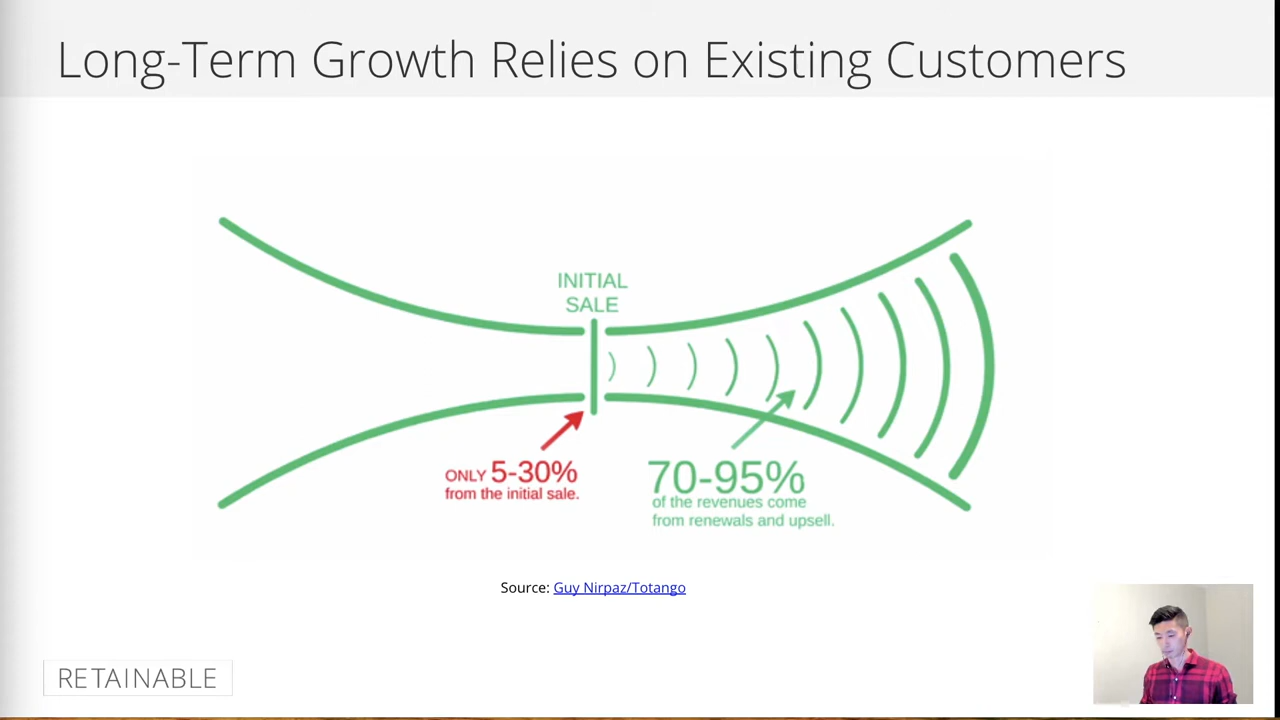 Long-Term Growth Relies on Existing Customers
INITIAL
SALE
ONLY 5-30%
from the initial sale.
70-95%
of the revenues come
from renewals and upsell.
Source: Guy Nirpaz/Totango
RETAINABLE